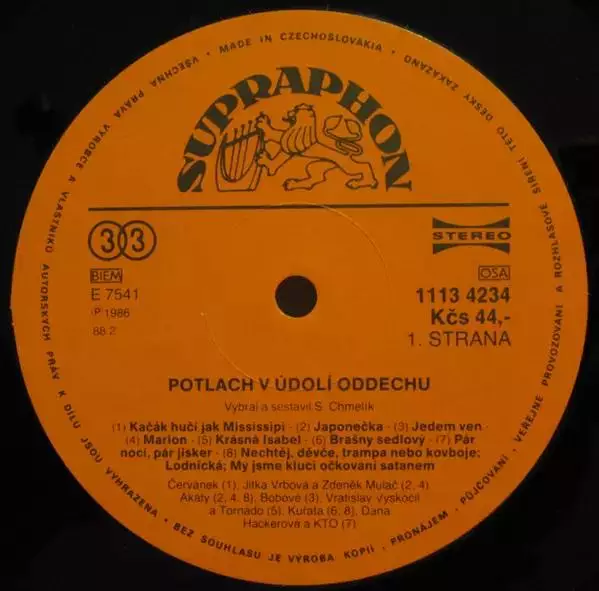 VŠECHNA PRÁVA VÝROBCE A VLASTNÍKŮ AUTORSKÝCH PRÁV K DÍLU JSOU VYHRAZENA • BEZ SOUHLASU JE VÝROBA KOPIÍ, PRONÁJEM, PŮJČOVÁNÍ, VEŘEJNÉ PROVOZOVÁNÍ A ROZHLASOVÉ ŠÍŘENÍ TÉTO DESKY ZAKÁZÁNO • MADE IN CZECHOSLOVAKIA •
SUPRAPHON
33
STEREO
BIEM
OSA
E 7541
1113 4234
℗ 1986
Kčs 44,-
88 2
1. STRANA
POTLACH V ÚDOLÍ ODDECHU
Vybral a sestavil S. Chmelík
(1) Kačák hučí jak Mississipi · (2) Japonečka · (3) Jedem ven ·
(4) Marion · (5) Krásná Isabel · (6) Brašny sedlový · (7) Pár
nocí, pár jisker · (8) Nechtěj, děvče, trampa nebo kovboje;
Lodnická; My jsme kluci očkovaní satanem
Červánek (1), Jitka Vrbová a Zdeněk Mulač (2, 4)
Akáty (2, 4, 8), Bobové (3), Vratislav Vyskočil
a Tornádo (5), Kuřata (6, 8), Dana
Hackerová a KTO (7)